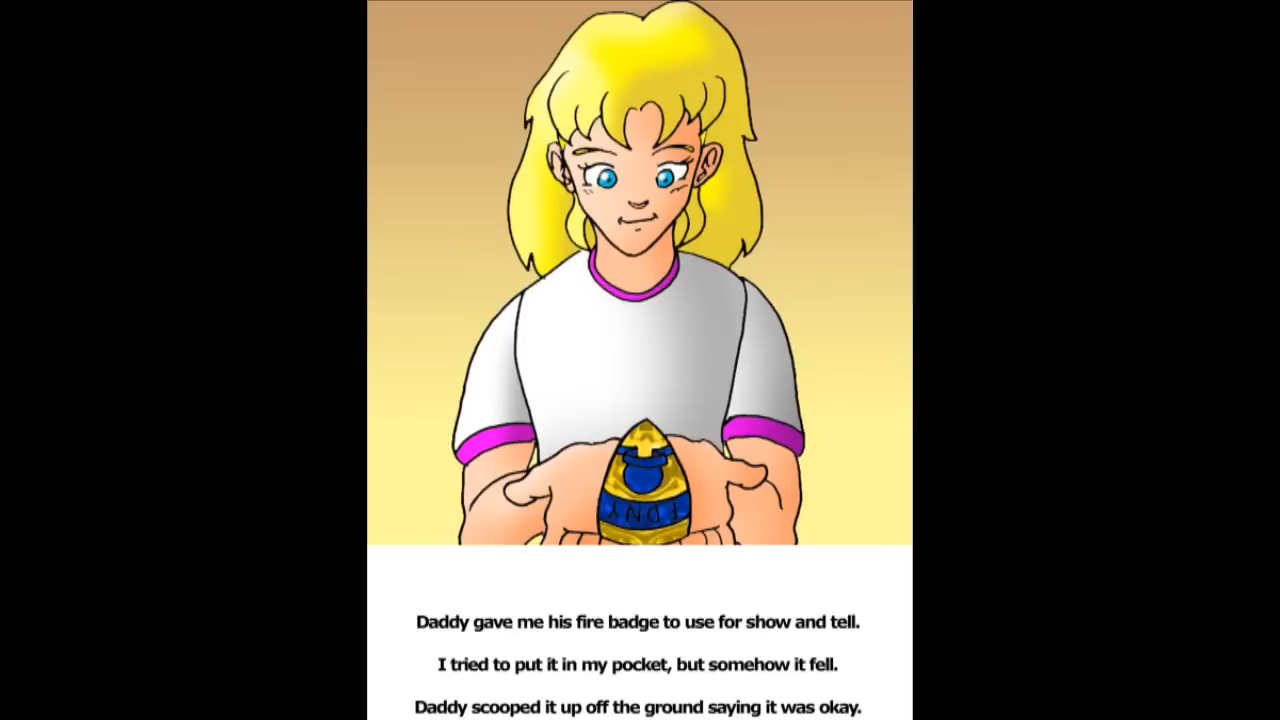 FDNY
Daddy gave me his fire badge to use for show and tell.
I tried to put it in my pocket, but somehow it fell.
Daddy scooped it up off the ground saying it was okay.